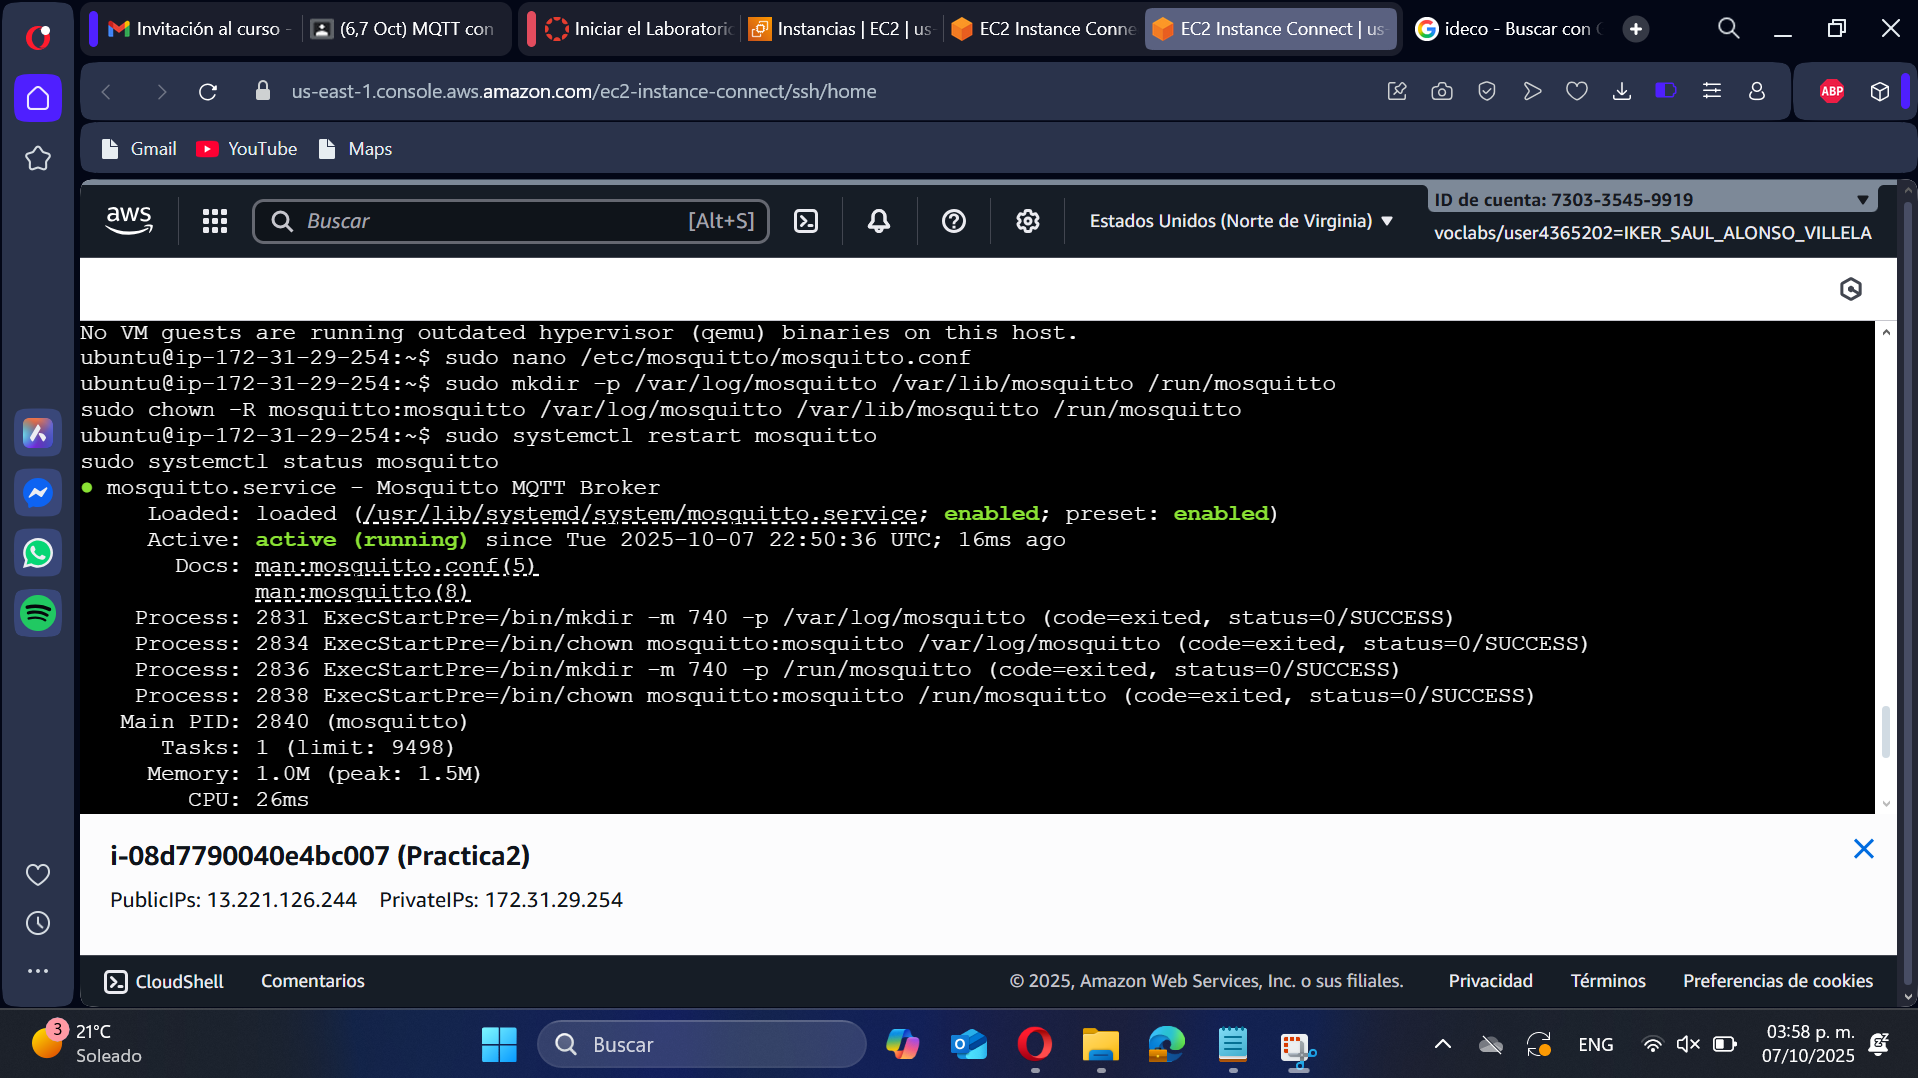 Invitación al curso -
(6,7 Oct) MQTT con
Iniciar el Laboratorio
Instancias | EC2 | us-
EC2 Instance Conne
EC2 Instance Connect | us-
ideco - Buscar con
us-east-1.console.aws.amazon.com/ec2-instance-connect/ssh/home
ABP
Gmail
YouTube
Maps
aws
Buscar
[Alt+S]
Estados Unidos (Norte de Virginia)
ID de cuenta: 7303-3545-9919
voclabs/user4365202=IKER_SAUL_ALONSO_VILLELA
No VM guests are running outdated hypervisor (qemu) binaries on this host.
ubuntu@ip-172-31-29-254:~$ sudo nano /etc/mosquitto/mosquitto.conf
ubuntu@ip-172-31-29-254:~$ sudo mkdir -p /var/log/mosquitto /var/lib/mosquitto /run/mosquitto
sudo chown -R mosquitto:mosquitto /var/log/mosquitto /var/lib/mosquitto /run/mosquitto
ubuntu@ip-172-31-29-254:~$ sudo systemctl restart mosquitto
sudo systemctl status mosquitto
● mosquitto.service - Mosquitto MQTT Broker
Loaded: loaded (/usr/lib/systemd/system/mosquitto.service; enabled; preset: enabled)
Active: active (running) since Tue 2025-10-07 22:50:36 UTC; 16ms ago
Docs: man:mosquitto.conf(5)
man:mosquitto(8)
Process: 2831 ExecStartPre=/bin/mkdir -m 740 -p /var/log/mosquitto (code=exited, status=0/SUCCESS)
Process: 2834 ExecStartPre=/bin/chown mosquitto:mosquitto /var/log/mosquitto (code=exited, status=0/SUCCESS)
Process: 2836 ExecStartPre=/bin/mkdir -m 740 -p /run/mosquitto (code=exited, status=0/SUCCESS)
Process: 2838 ExecStartPre=/bin/chown mosquitto:mosquitto /run/mosquitto (code=exited, status=0/SUCCESS)
Main PID: 2840 (mosquitto)
Tasks: 1 (limit: 9498)
Memory: 1.0M (peak: 1.5M)
CPU: 26ms
i-08d7790040e4bc007 (Practica2)
PublicIPs: 13.221.126.244 PrivateIPs: 172.31.29.254
CloudShell
Comentarios
© 2025, Amazon Web Services, Inc. o sus filiales.
Privacidad
Términos
Preferencias de cookies
3
21°C
Soleado
Buscar
ENG
03:58 p. m.
07/10/2025